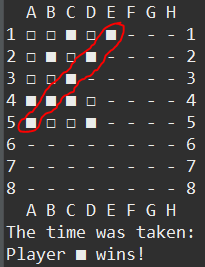 A B C D E F G H
1 □ □ ■ □ ■ - - - 1
2 □ ■ □ ■ - - - - 2
3 □ □ ■ - - - - - 3
4 ■ ■ ■ □ - - - - 4
5 ■ □ □ ■ - - - - 5
6 - - - - - - - - 6
7 - - - - - - - - 7
8 - - - - - - - - 8
A B C D E F G H
The time was taken:
Player ■ wins!